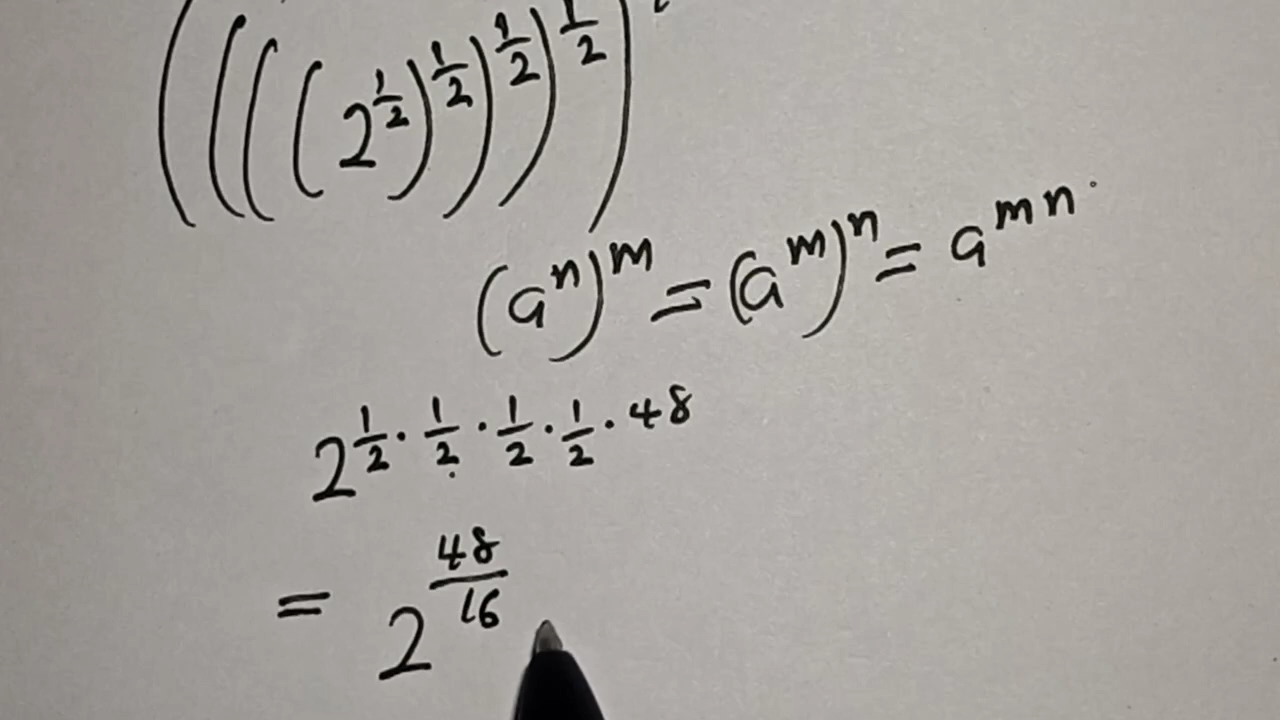 ((((2^{1/2})^{1/2})^{1/2})^{1/2})
(a^n)^m = (a^m)^n = a^{mn}
2^{1/2 · 1/2 · 1/2 · 1/2 · 48}
= 2^{48/16}